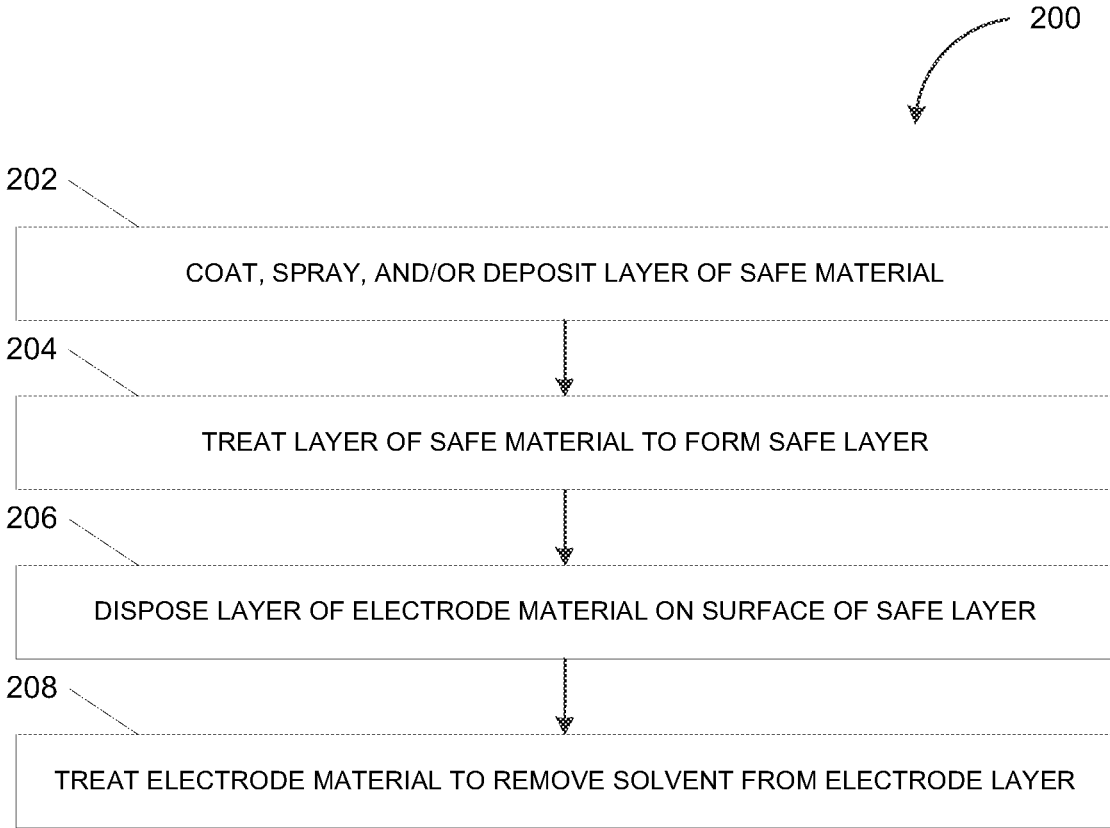 200
202
COAT, SPRAY, AND/OR DEPOSIT LAYER OF SAFE MATERIAL
204
TREAT LAYER OF SAFE MATERIAL TO FORM SAFE LAYER
206
DISPOSE LAYER OF ELECTRODE MATERIAL ON SURFACE OF SAFE LAYER
208
TREAT ELECTRODE MATERIAL TO REMOVE SOLVENT FROM ELECTRODE LAYER